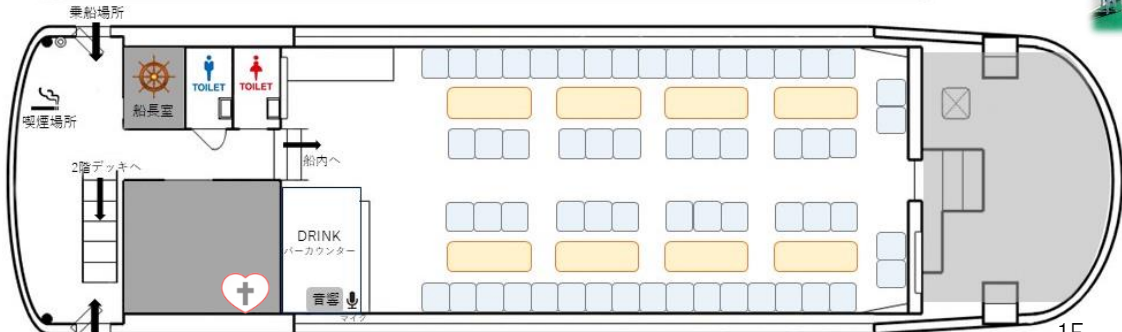 乗船場所
喫煙場所
船長室
TOILET
TOILET
2階デッキへ
船内へ
DRINK
バーカウンター
音響
マイク
1F